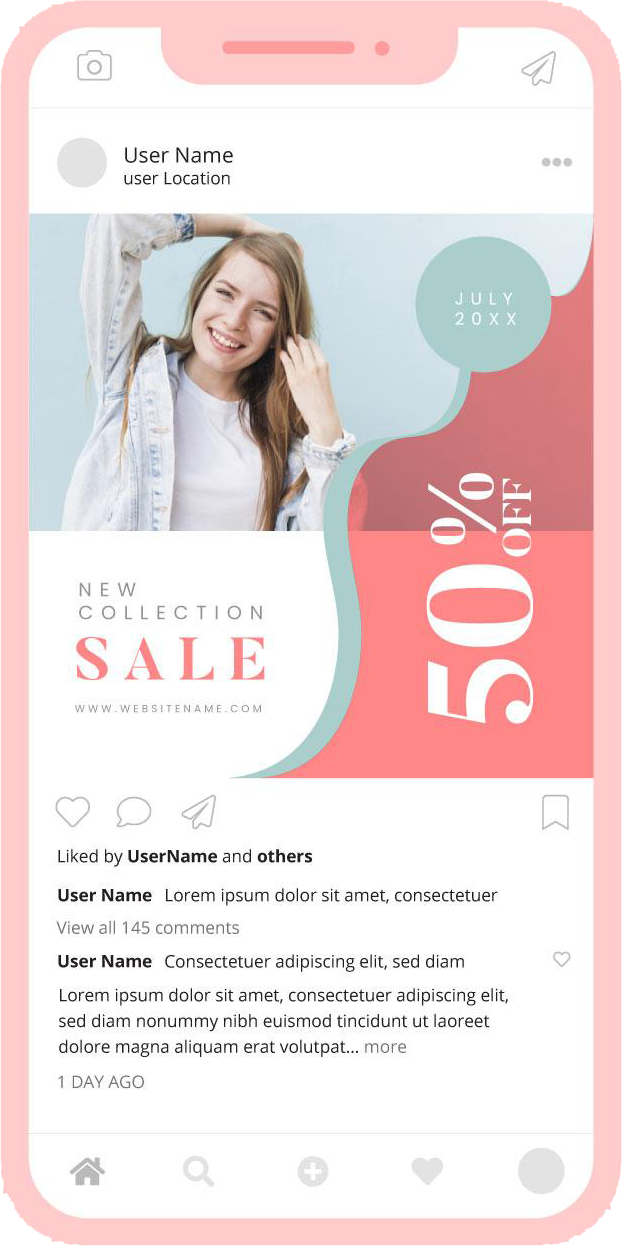 User Name
user Location
JULY
20XX
50% OFF
NEW
COLLECTION
SALE
WWW.WEBSITENAME.COM
Liked by UserName and others
User Name Lorem ipsum dolor sit amet, consectetuer
View all 145 comments
User Name Consectetuer adipiscing elit, sed diam
Lorem ipsum dolor sit amet, consectetuer adipiscing elit,
sed diam nonummy nibh euismod tincidunt ut laoreet
dolore magna aliquam erat volutpat... more
1 DAY AGO